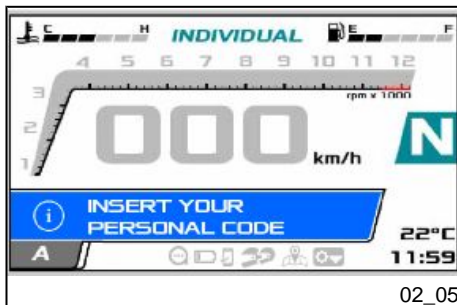 C H INDIVIDUAL E F
4 5 6 7 8 9 10 11 12
3
rpm x 1000
2
000 km/h N
1
INSERT YOUR
PERSONAL CODE
22°C
A 11:59
02_05